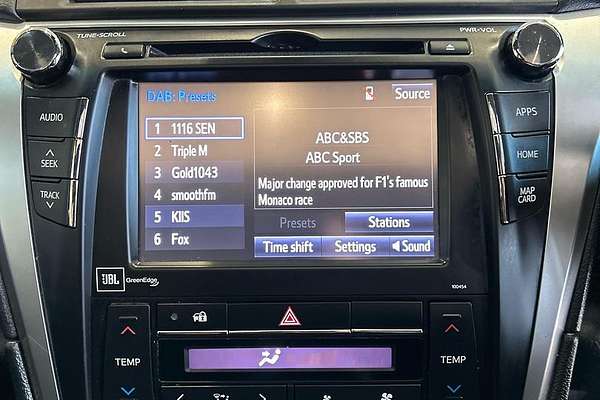 TUNE•SCROLL
PWR•VOL
DAB: Presets
Source
AUDIO
SEEK
TRACK
APPS
HOME
MAP
CARD
1 1116 SEN
2 Triple M
3 Gold1043
4 smoothfm
5 KIIS
6 Fox
ABC&SBS
ABC Sport
Major change approved for F1's famous
Monaco race
Presets
Stations
Time shift
Settings
Sound
JBL
GreenEdge
100454
TEMP
TEMP